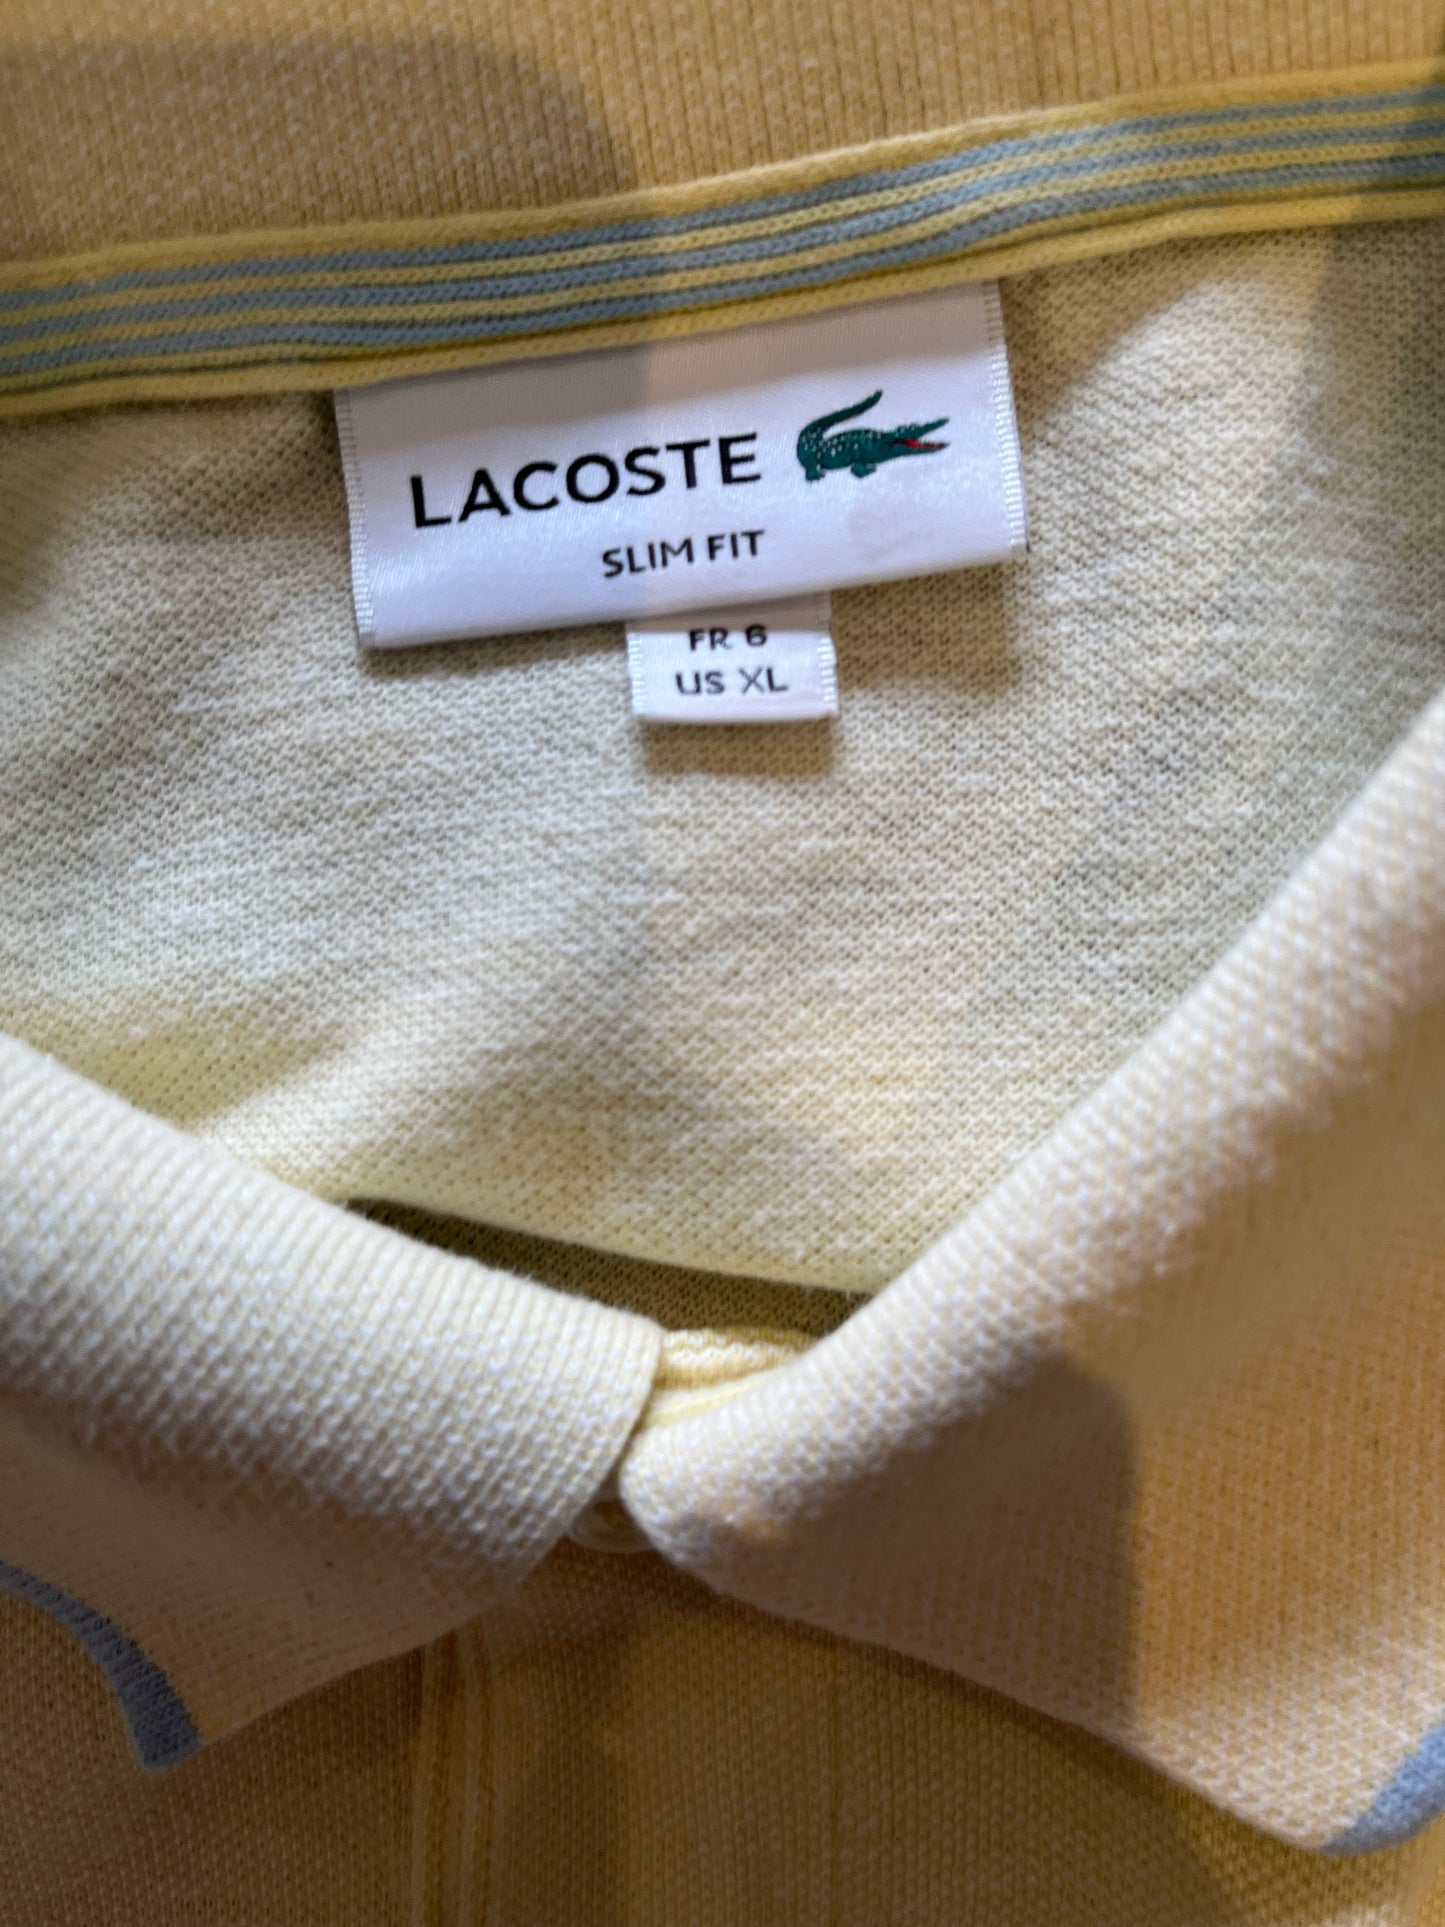 LACOSTE
SLIM FIT
FR 6
US XL